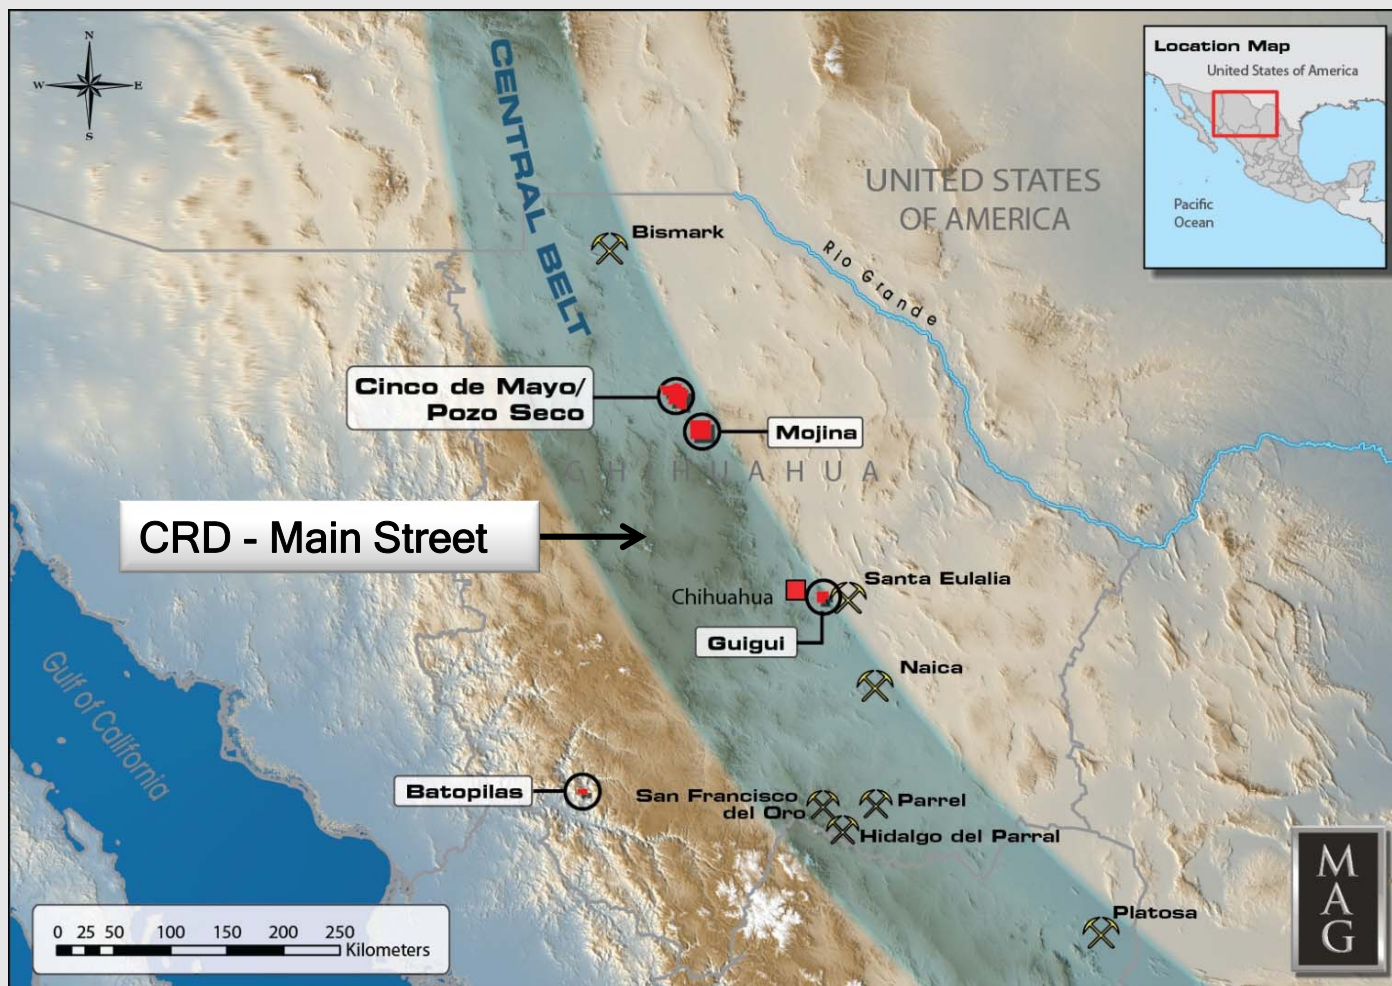 N
W E
S
CENTRAL BELT
Location Map
United States of America
Pacific
Ocean
UNITED STATES
OF AMERICA
Bismark
Rio Grande
Cinco de Mayo/
Pozo Seco
Mojina
CHIHUAHUA
CRD - Main Street
Santa Eulalia
Chihuahua
Guigui
Naica
Gulf of California
Batopilas
San Francisco
del Oro
Parrel
Hidalgo del Parral
Platosa
0 25 50 100 150 200 250
Kilometers
M
A
G